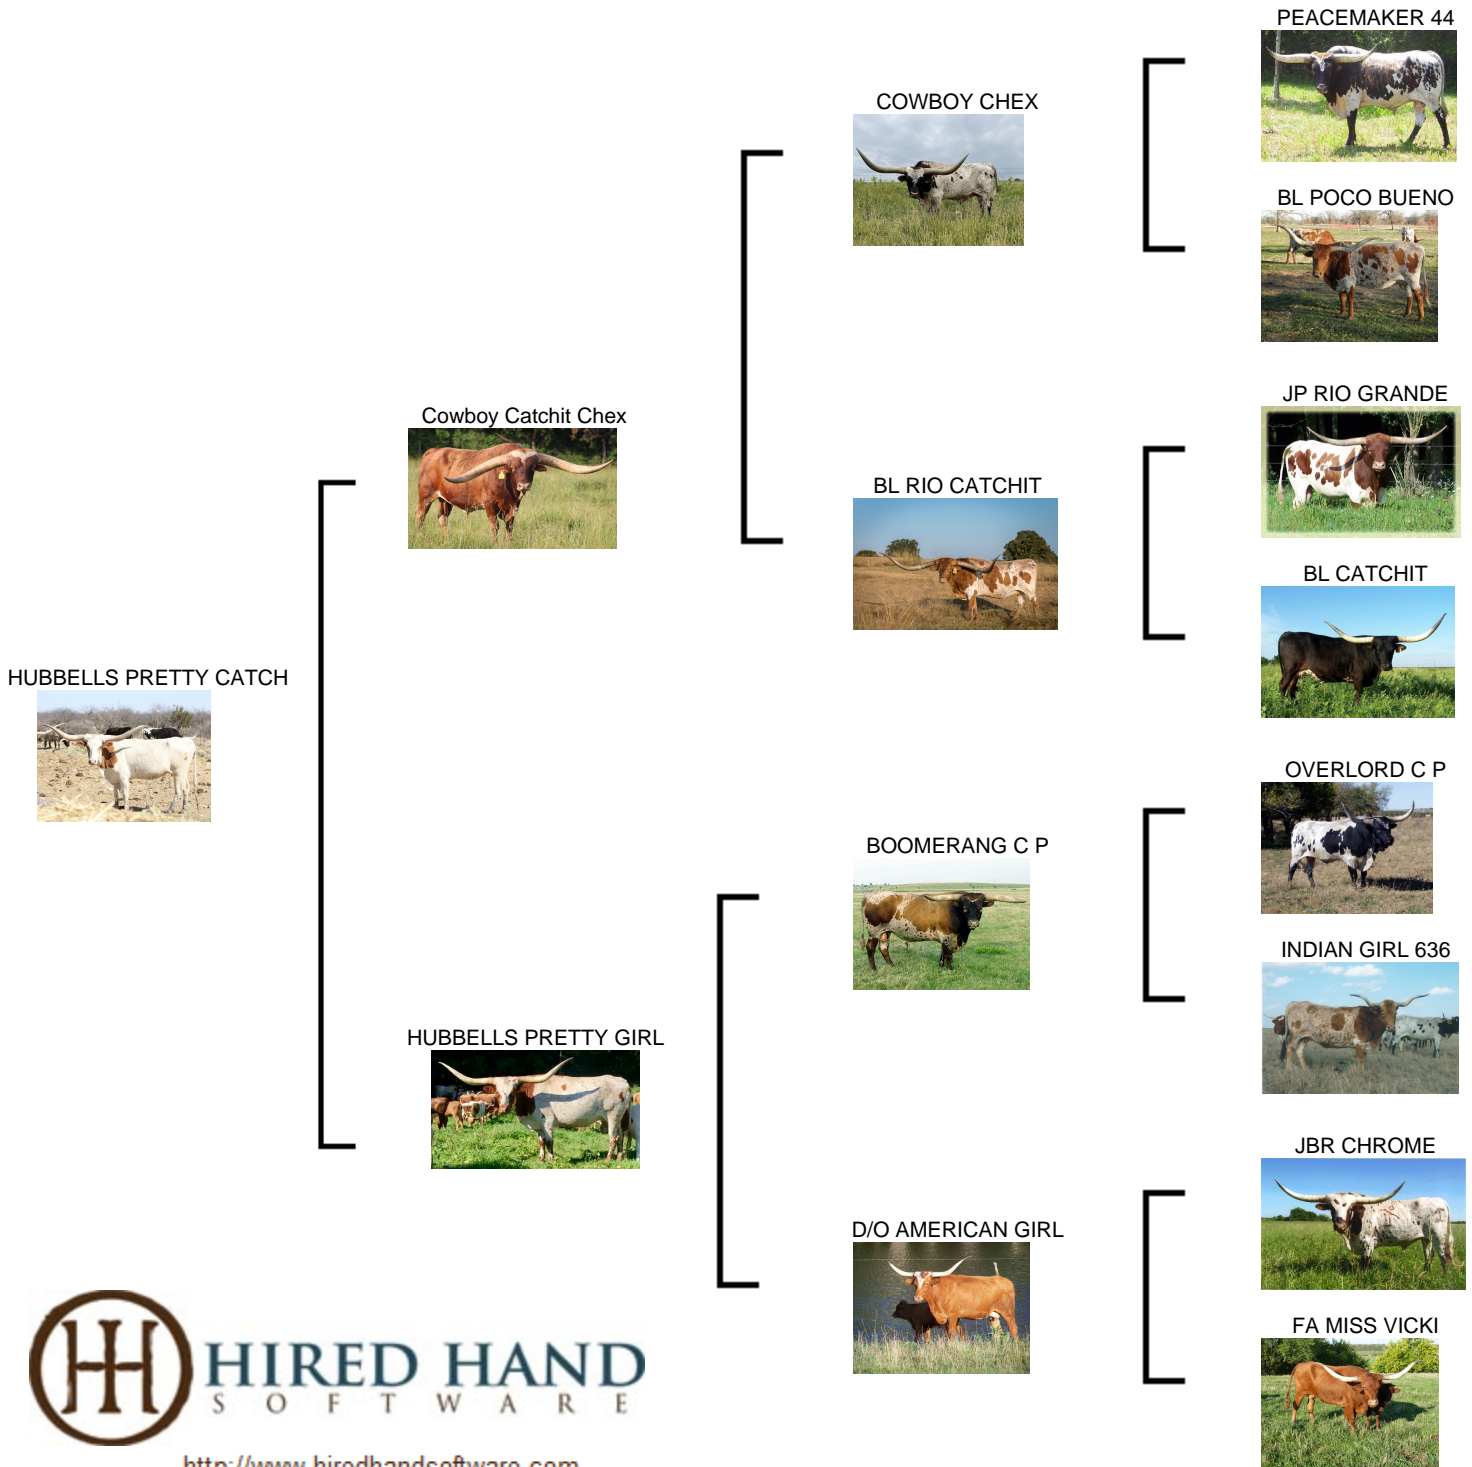 PEACEMAKER 44
COWBOY CHEX
BL POCO BUENO
JP RIO GRANDE
Cowboy Catchit Chex
BL RIO CATCHIT
BL CATCHIT
HUBBELLS PRETTY CATCH
OVERLORD C P
BOOMERANG C P
INDIAN GIRL 636
HUBBELLS PRETTY GIRL
JBR CHROME
D/O AMERICAN GIRL
FA MISS VICKI
HIRED HAND
SOFTWARE
http://www.hiredhandsoftware.com